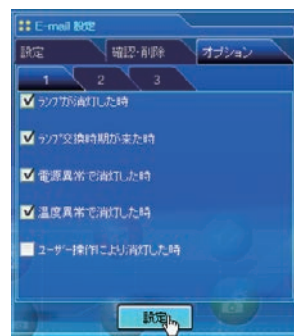 E-mail 設定
設定 確認・削除 オプション
1 2 3
ランプが消灯した時
ランプ交換時期が来た時
電源異常で消灯した時
温度異常で消灯した時
ユーザー操作により消灯した時
設定